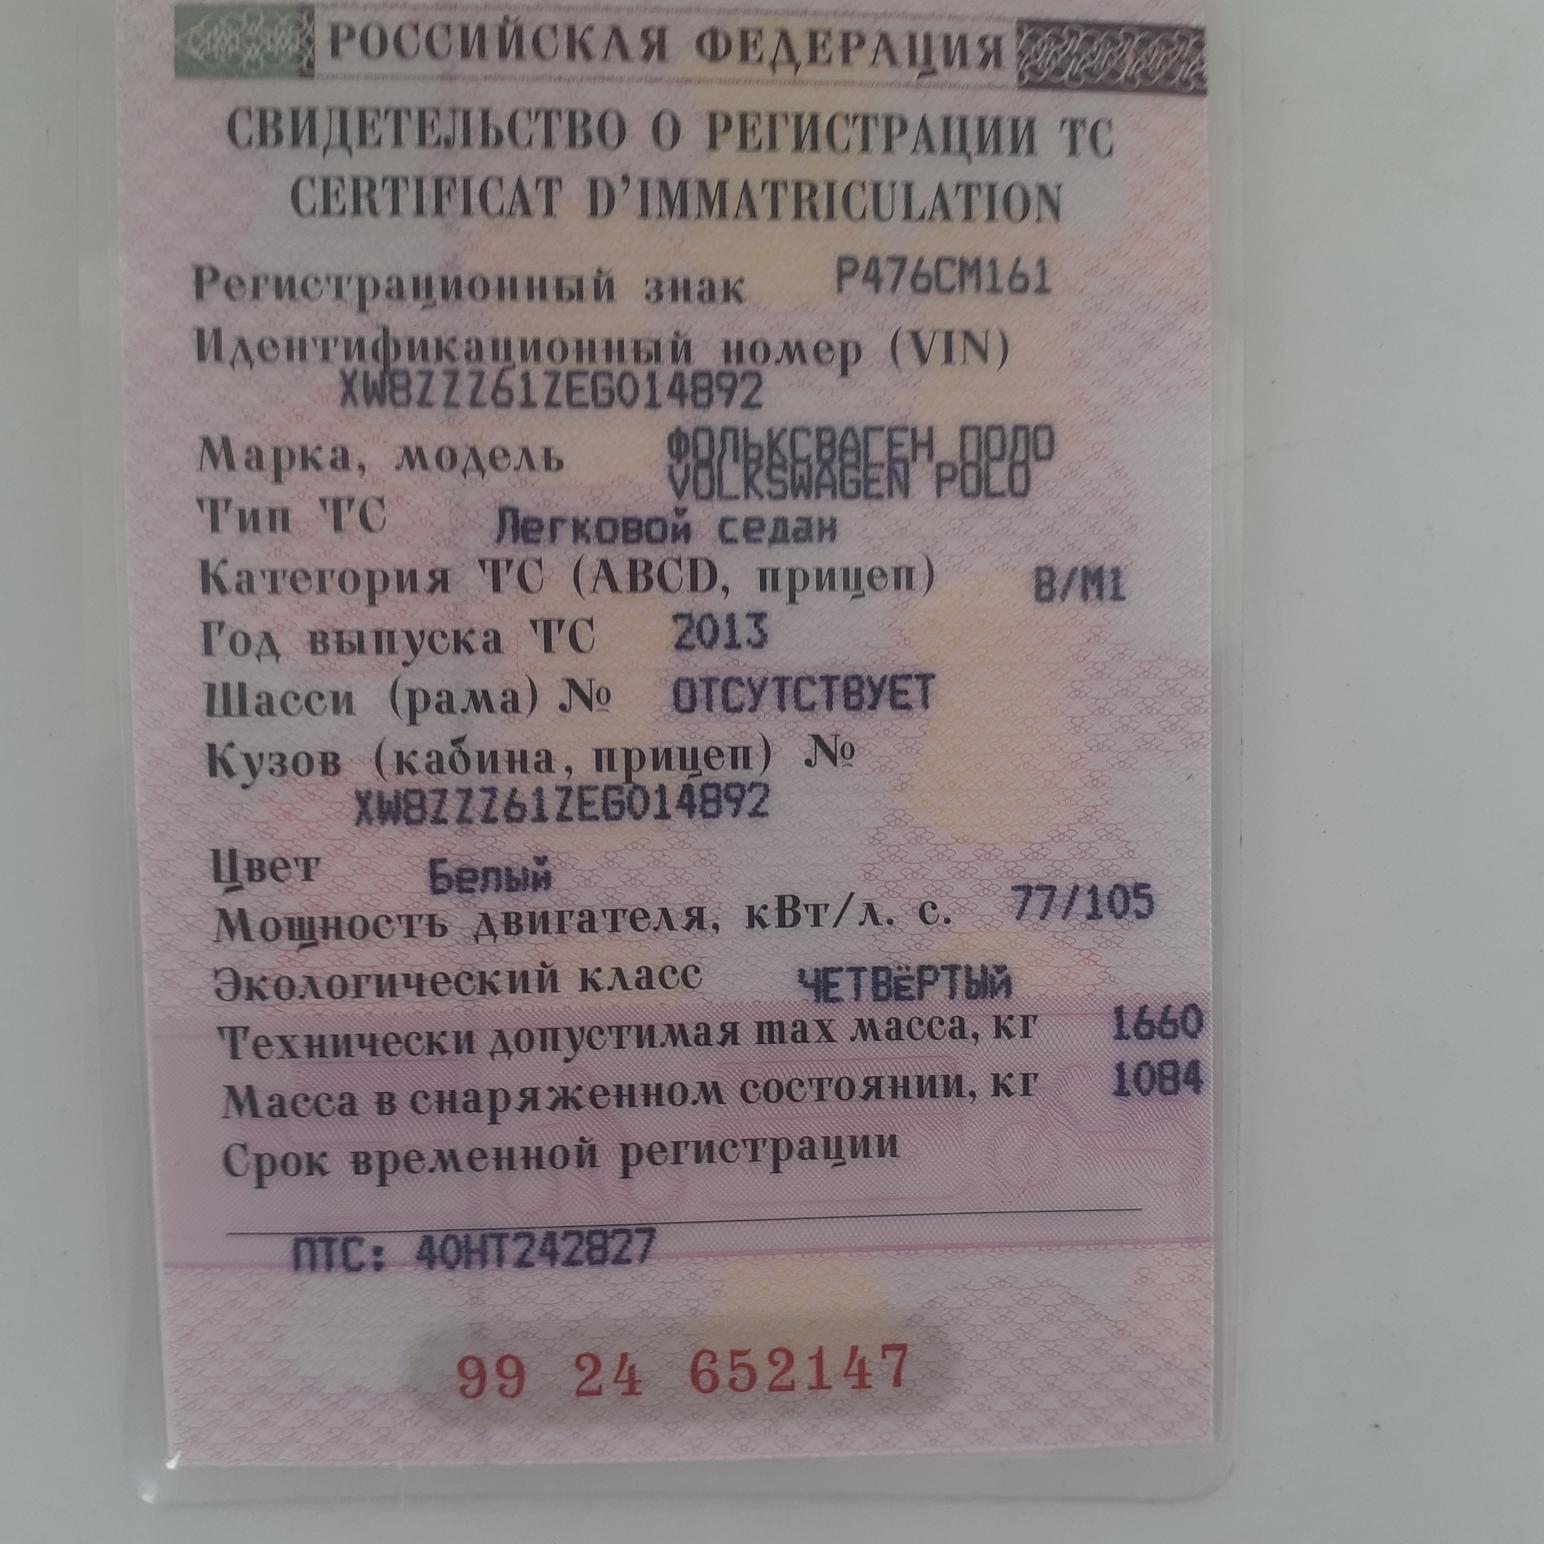 РОССИЙСКАЯ ФЕДЕРАЦИЯ
СВИДЕТЕЛЬСТВО О РЕГИСТРАЦИИ ТС
CERTIFICAT D'IMMATRICULATION
Регистрационный знак Р476СМ161
Идентификационный номер (VIN)
XW8ZZZ61ZEG014892
Марка, модель ФОЛЬКСВАГЕН ПОЛО
VOLKSWAGEN POLO
Тип ТС Легковой седан
Категория ТС (ABCD, прицеп) B/M1
Год выпуска ТС 2013
Шасси (рама) № ОТСУТСТВУЕТ
Кузов (кабина, прицеп) №
XW8ZZZ61ZEG014892
Цвет Белый
Мощность двигателя, кВт/л. с. 77/105
Экологический класс ЧЕТВЁРТЫЙ
Технически допустимая max масса, кг 1660
Масса в снаряженном состоянии, кг 1084
Срок временной регистрации
ПТС: 40НТ242827
99 24 652147